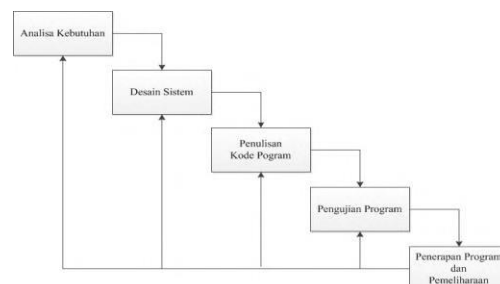 Analisa Kebutuhan
Desain Sistem
Penulisan
Kode Pogram
Pengujian Program
Penerapan Program
dan
Pemeliharaan